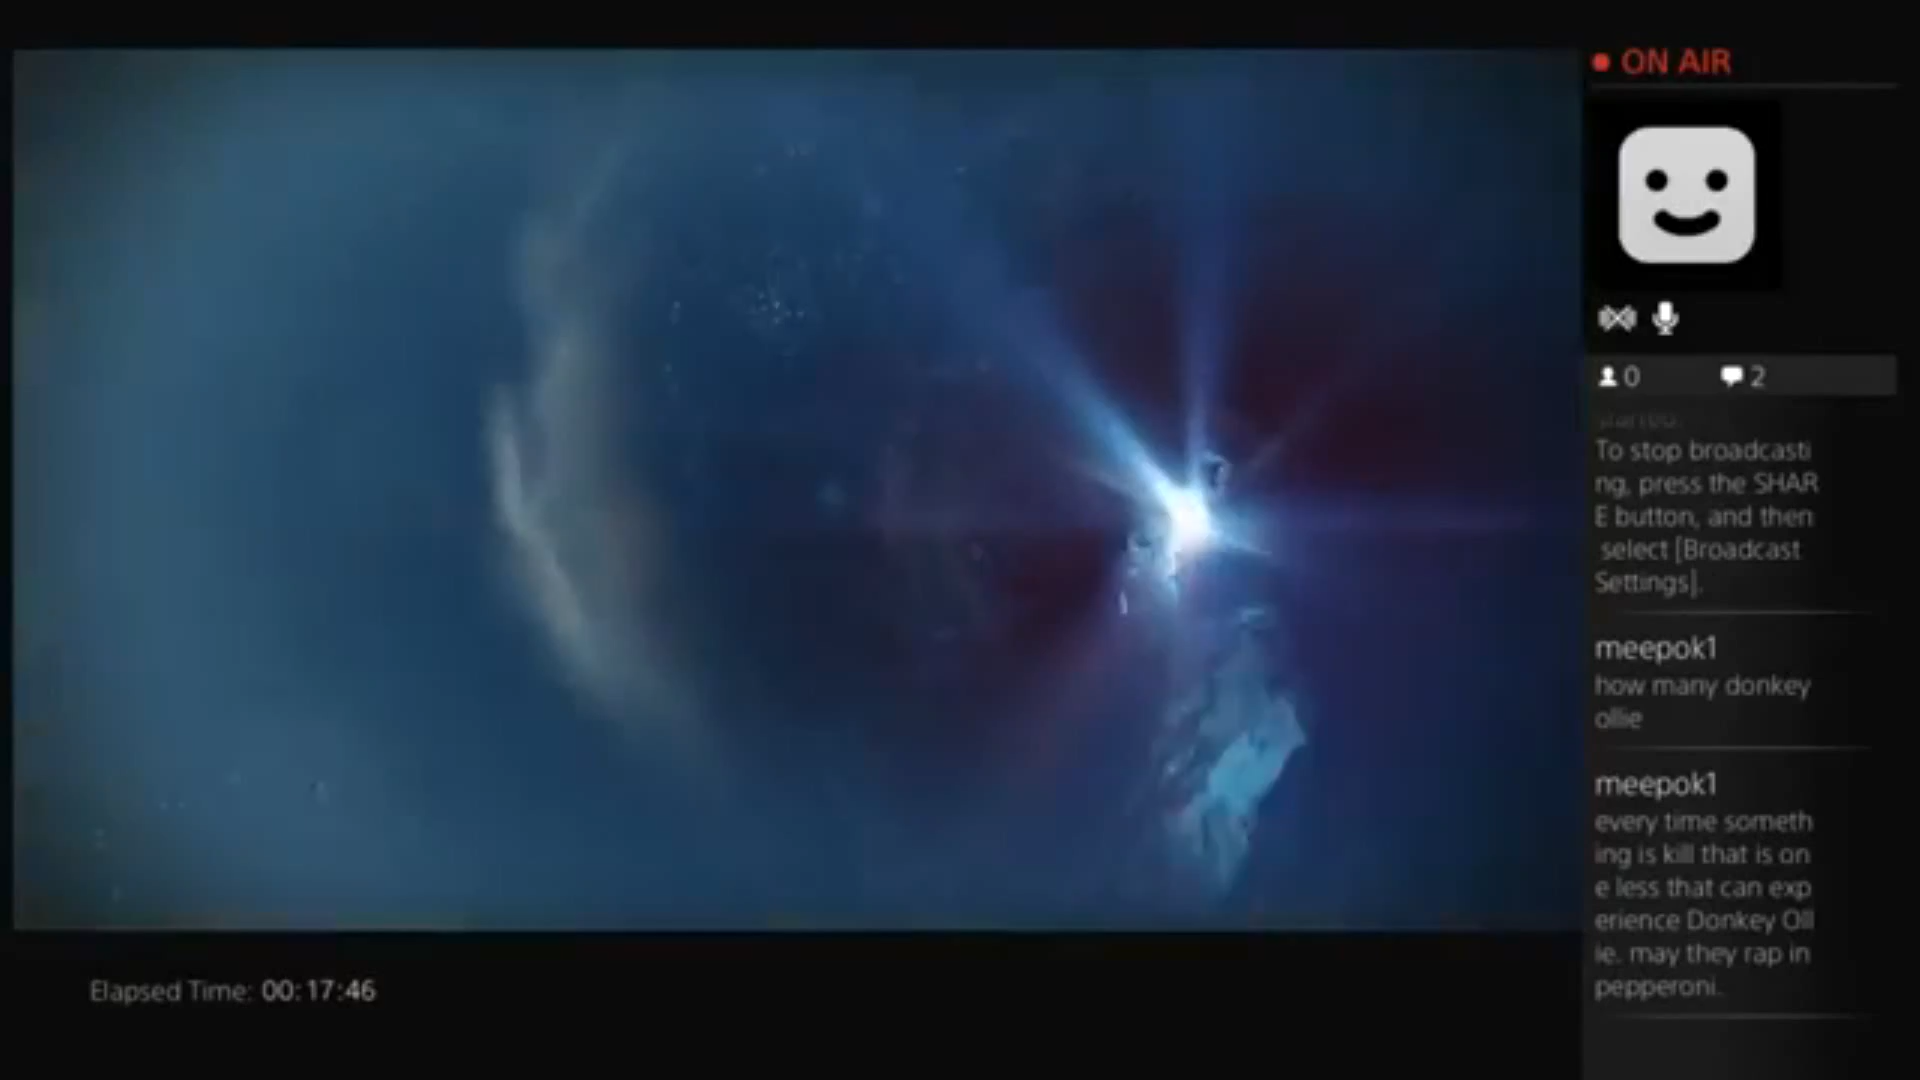 ON AIR
0
2
To stop broadcasti
ng, press the SHAR
E button, and then
select [Broadcast
Settings].
meepok1
how many donkey
ollie
meepok1
every time someth
ing is kill that is on
e less that can exp
erience Donkey Oll
ie. may they rap in
pepperoni.
Elapsed Time: 00:17:46